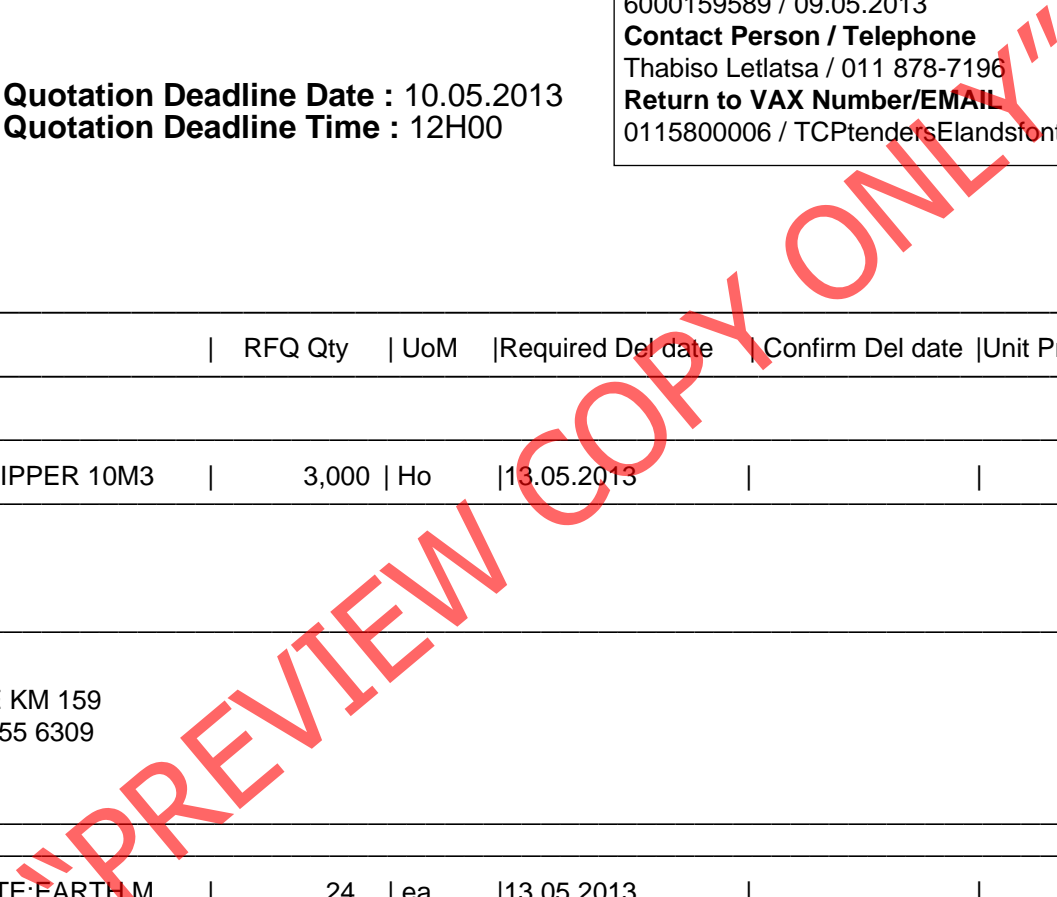 6000159589 / 09.05.2013
Contact Person / Telephone
Thabiso Letlatsa / 011 878-7196
Quotation Deadline Date : 10.05.2013
Return to VAX Number/EMAIL
Quotation Deadline Time : 12H00
0115800006 / TCPtendersElandsfont
| RFQ Qty | UoM |Required Del date | Confirm Del date |Unit Pr
IPPER 10M3 | 3,000 | Ho |13.05.2013 | |
KM 159
55 6309
TE:EARTH M | 24 | ea |13.05.2013 | |
"PREVIEW COPY ONLY"